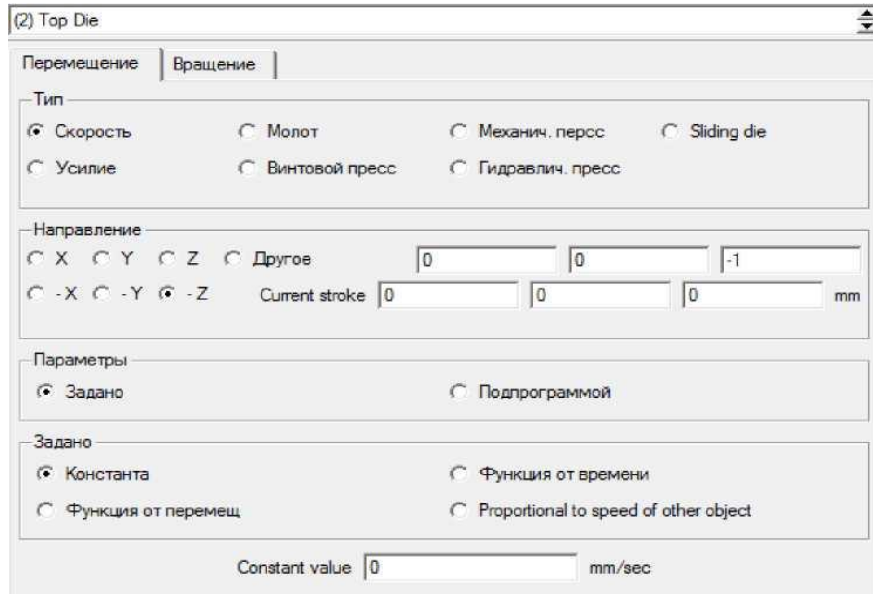 (2) Top Die
Перемещение Вращение
Тип
Скорость Молот Механич. персс Sliding die
Усилие Винтовой пресс Гидравлич. пресс
Направление
X Y Z Другое 0 0 -1
- X - Y - Z Current stroke 0 0 0 mm
Параметры
Задано Подпрограммой
Задано
Константа Функция от времени
Функция от перемещ Proportional to speed of other object
Constant value 0 mm/sec